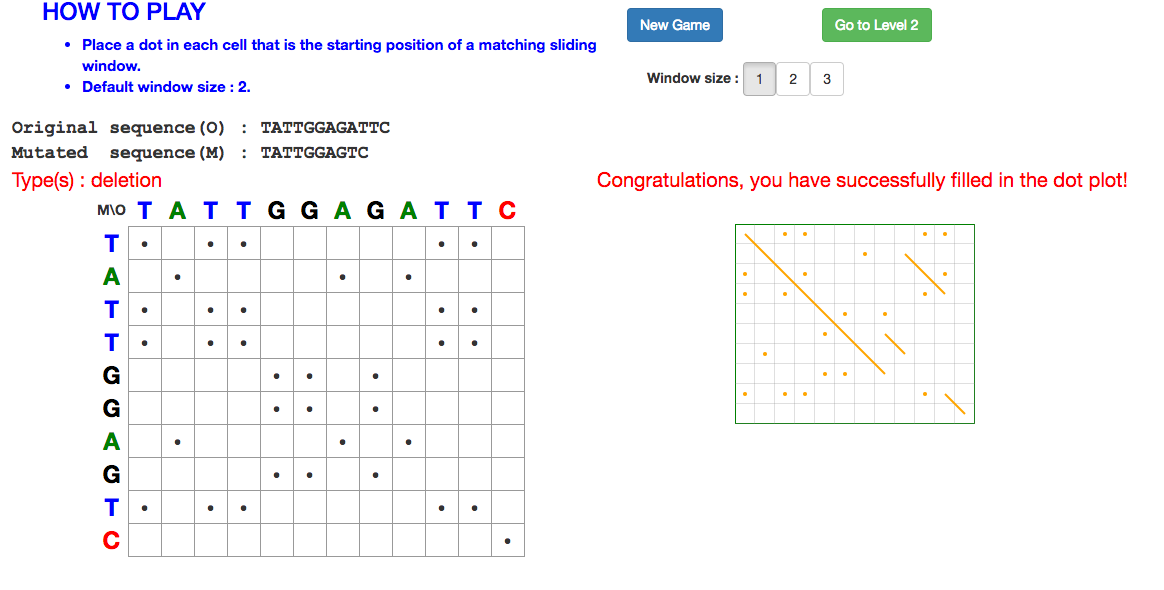 HOW TO PLAY
• Place a dot in each cell that is the starting position of a matching sliding
window.
• Default window size : 2.
New Game
Go to Level 2
Window size : 1 2 3
Original sequence(O) : TATTGGAGATTC
Mutated sequence(M) : TATTGGAGTC
Type(s) : deletion
Congratulations, you have successfully filled in the dot plot!
M\O T A T T G G A G A T T C
T
A
T
T
G
G
A
G
T
C